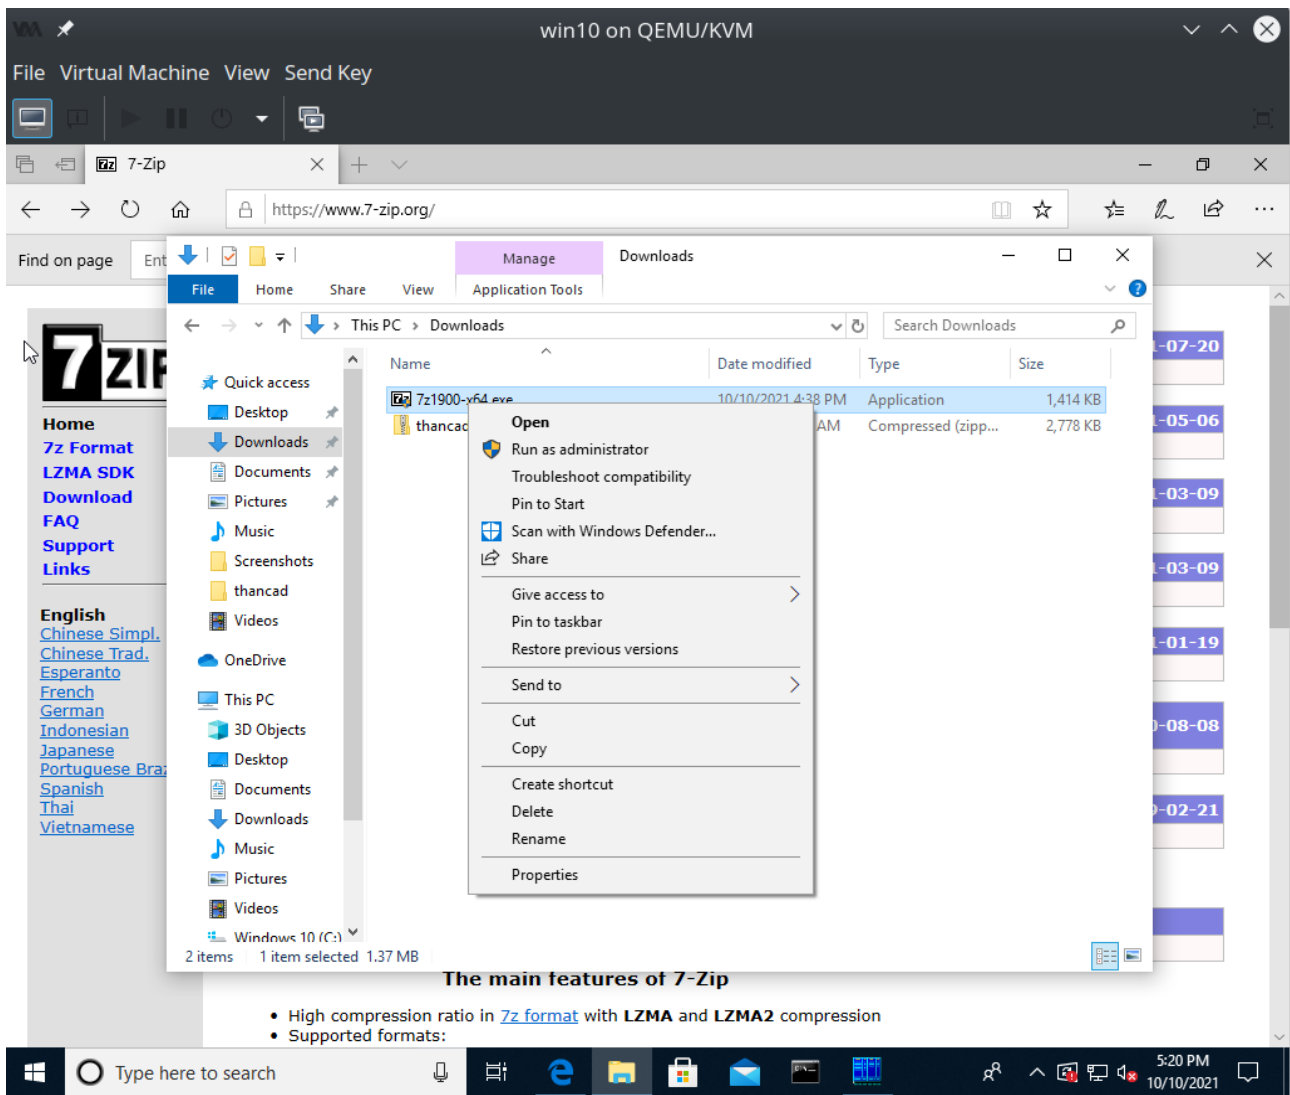 win10 on QEMU/KVM
File Virtual Machine View Send Key
7-Zip
https://www.7-zip.org/
Find on page
Manage
Downloads
File Home Share View Application Tools
This PC > Downloads
Search Downloads
Name Date modified Type Size
7z1900-x64.exe 10/10/2021 4:38 PM Application 1,414 KB
AM Compressed (zipp... 2,778 KB
Quick access
Desktop
Downloads
Documents
Pictures
Music
Screenshots
thancad
Videos
OneDrive
This PC
3D Objects
Desktop
Documents
Downloads
Music
Pictures
Videos
Windows 10 (C:)
2 items 1 item selected 1.37 MB
Open
Run as administrator
Troubleshoot compatibility
Pin to Start
Scan with Windows Defender...
Share
Give access to
Pin to taskbar
Restore previous versions
Send to
Cut
Copy
Create shortcut
Delete
Rename
Properties
7ZIP
Home
7z Format
LZMA SDK
Download
FAQ
Support
Links
English
Chinese Simpl.
Chinese Trad.
Esperanto
French
German
Indonesian
Japanese
Portuguese
Spanish
Thai
Vietnamese
-07-20
-05-06
-03-09
-03-09
-01-19
-08-08
-02-21
The main features of 7-Zip
High compression ratio in 7z format with LZMA and LZMA2 compression
Supported formats:
Type here to search
5:20 PM
10/10/2021